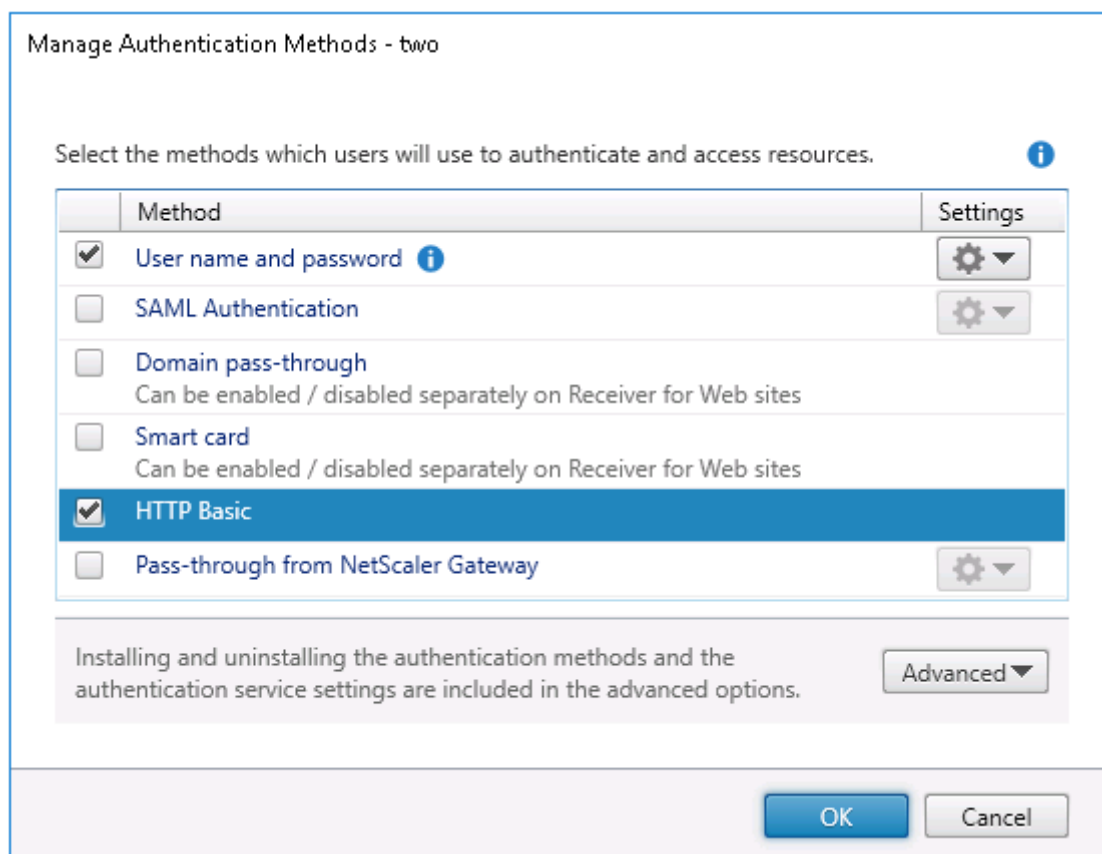 Manage Authentication Methods - two
Select the methods which users will use to authenticate and access resources.
Method Settings
User name and password
SAML Authentication
Domain pass-through
Can be enabled / disabled separately on Receiver for Web sites
Smart card
Can be enabled / disabled separately on Receiver for Web sites
HTTP Basic
Pass-through from NetScaler Gateway
Installing and uninstalling the authentication methods and the
authentication service settings are included in the advanced options.
Advanced
OK Cancel